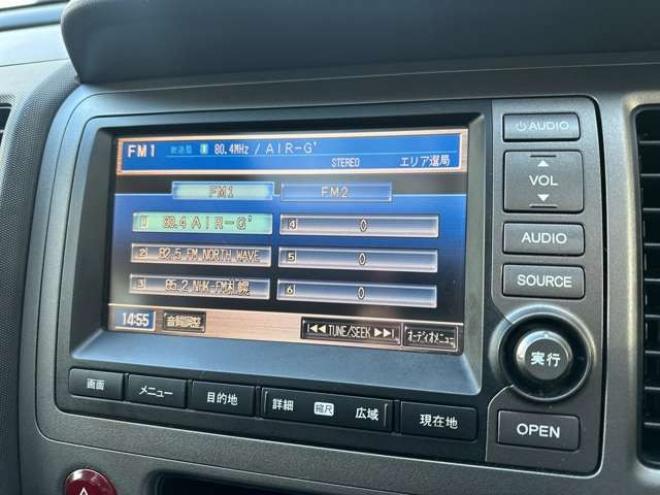 FM1 放送局 1 80.4MHz / AIR-G'
STEREO エリア選局
FM1 FM2
1 80.4 AIR-G'
4 0
2 82.5 FM NORTH WAVE
5 0
3 85.2 NHK-FM札幌
6 0
14:55 音質調整 TUNE/SEEK オーディオメニュー
AUDIO
VOL
AUDIO
SOURCE
実行
OPEN
画面 メニュー 目的地 詳細 縮尺 広域 現在地